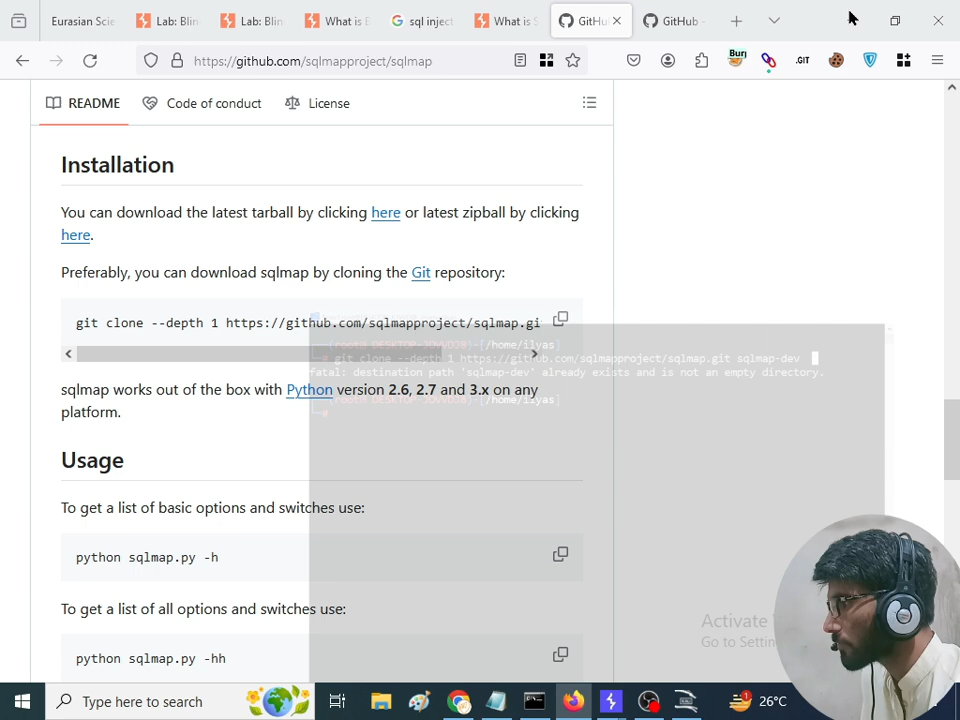 Eurasian Scie
Lab: Blin
Lab: Blin
What is B
sql inject
What is S
GitHu
GitHub -
https://github.com/sqlmapproject/sqlmap
Burp
.GIT
README
Code of conduct
License
Installation
You can download the latest tarball by clicking here or latest zipball by clicking
here.
Preferably, you can download sqlmap by cloning the Git repository:
git clone --depth 1 https://github.com/sqlmapproject/sqlmap.gi
[/home/ilyas]
# git clone --depth 1 https://github.com/sqlmapproject/sqlmap.git sqlmap-dev
fatal: destination path 'sqlmap-dev' already exists and is not an empty directory.
[/home/ilyas]
#
sqlmap works out of the box with Python version 2.6, 2.7 and 3.x on any
platform.
Usage
To get a list of basic options and switches use:
python sqlmap.py -h
To get a list of all options and switches use:
python sqlmap.py -hh
Activate
Go to Settin
Type here to search
1
26°C